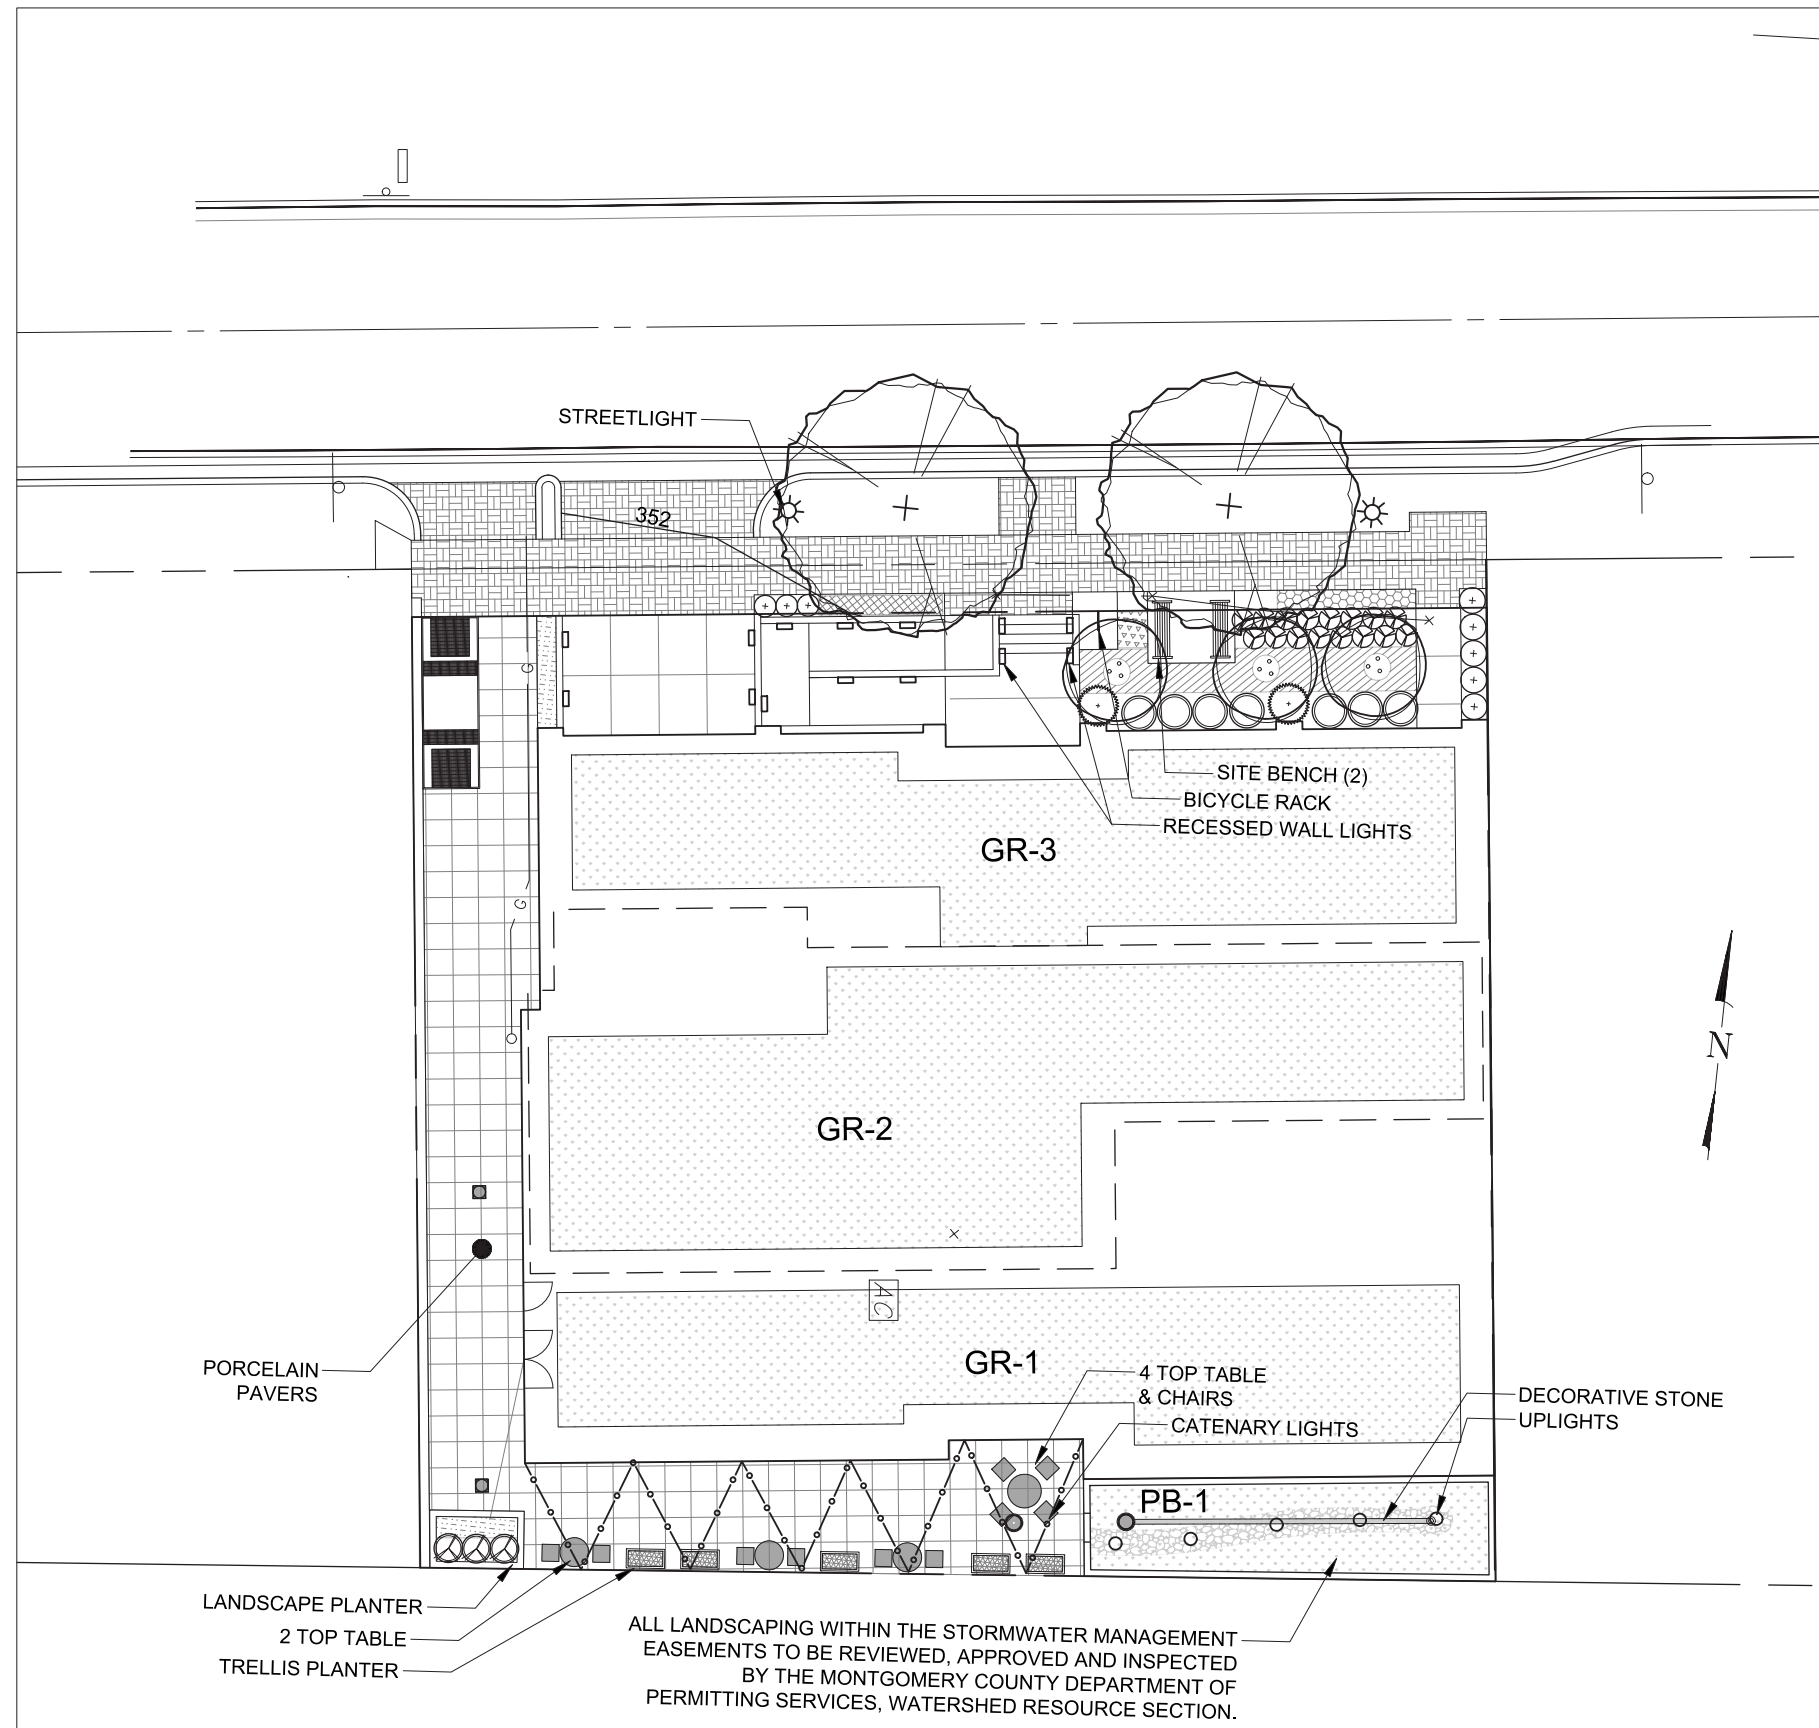 STREETLIGHT
352
G
SITE BENCH (2)
BICYCLE RACK
RECESSED WALL LIGHTS
GR-3
G
N
GR-2
AC
PORCELAIN
PAVERS
GR-1
4 TOP TABLE
& CHAIRS
CATENARY LIGHTS
DECORATIVE STONE
UPLIGHTS
PB-1
LANDSCAPE PLANTER
2 TOP TABLE
TRELLIS PLANTER
ALL LANDSCAPING WITHIN THE STORMWATER MANAGEMENT
EASEMENTS TO BE REVIEWED, APPROVED AND INSPECTED
BY THE MONTGOMERY COUNTY DEPARTMENT OF
PERMITTING SERVICES, WATERSHED RESOURCE SECTION.